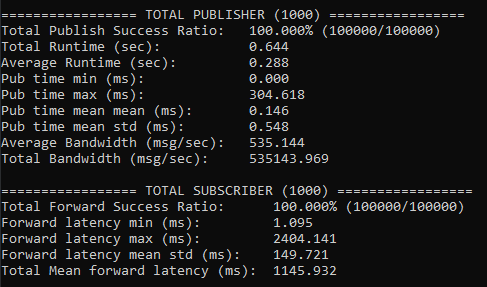 ================= TOTAL PUBLISHER (1000) =================
Total Publish Success Ratio:   100.000% (100000/100000)
Total Runtime (sec):           0.644
Average Runtime (sec):         0.288
Pub time min (ms):             0.000
Pub time max (ms):             304.618
Pub time mean mean (ms):       0.146
Pub time mean std (ms):        0.548
Average Bandwidth (msg/sec):   535.144
Total Bandwidth (msg/sec):     535143.969
================= TOTAL SUBSCRIBER (1000) =================
Total Forward Success Ratio:      100.000% (100000/100000)
Forward latency min (ms):         1.095
Forward latency max (ms):         2404.141
Forward latency mean std (ms):    149.721
Total Mean forward latency (ms):  1145.932